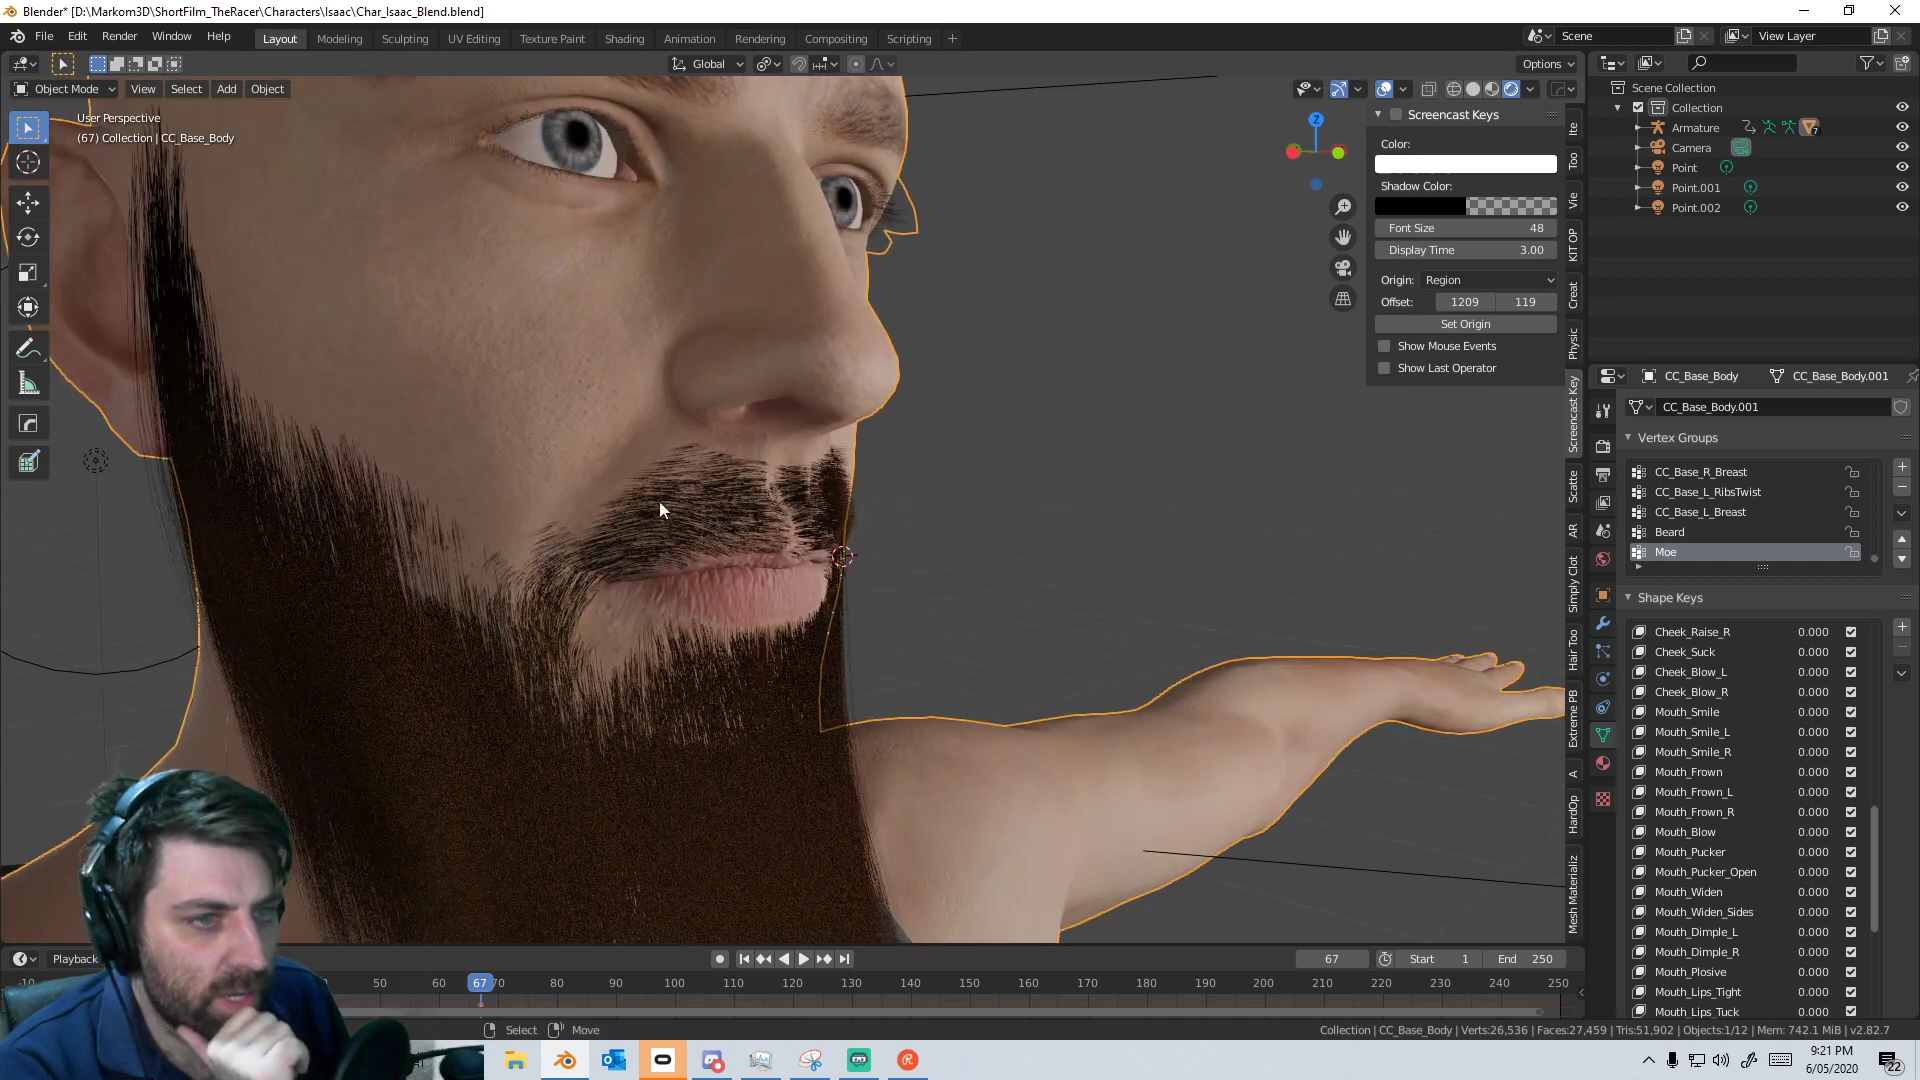 Blender* [D:\Markom3D\ShortFilm_TheRacer\Characters\Isaac\Char_Isaac_Blend.blend]
File Edit Render Window Help
Layout Modeling Sculpting UV Editing Texture Paint Shading Animation Rendering Compositing Scripting +
Scene
View Layer
Global
Options
Object Mode View Select Add Object
User Perspective
(67) Collection | CC_Base_Body
Z
Screencast Keys
Color:
Shadow Color:
Font Size 48
Display Time 3.00
Origin: Region
Offset: 1209 119
Set Origin
Show Mouse Events
Show Last Operator
Ite
Too
Vie
KIT OP
Creat
Physic
Screencast Key
Scatte
AR
Simply Clot
Hair Too
Extreme PB
A
HardOp
Mesh Materializ
Scene Collection
Collection
Armature 7
Camera
Point
Point.001
Point.002
CC_Base_Body CC_Base_Body.001
CC_Base_Body.001
Vertex Groups
CC_Base_R_Breast
CC_Base_L_RibsTwist
CC_Base_L_Breast
Beard
Moe
Shape Keys
Cheek_Raise_R 0.000
Cheek_Suck 0.000
Cheek_Blow_L 0.000
Cheek_Blow_R 0.000
Mouth_Smile 0.000
Mouth_Smile_L 0.000
Mouth_Smile_R 0.000
Mouth_Frown 0.000
Mouth_Frown_L 0.000
Mouth_Frown_R 0.000
Mouth_Blow 0.000
Mouth_Pucker 0.000
Mouth_Pucker_Open 0.000
Mouth_Widen 0.000
Mouth_Widen_Sides 0.000
Mouth_Dimple_L 0.000
Mouth_Dimple_R 0.000
Mouth_Plosive 0.000
Mouth_Lips_Tight 0.000
Mouth_Lips_Tuck 0.000
Playback
67
Start 1 End 250
-10 50 60 67 70 80 90 100 110 120 130 140 150 160 170 180 190 200 210 220 230 240 250
Select Move
Collection | CC_Base_Body | Verts:26,536 | Faces:27,459 | Tris:51,902 | Objects:1/12 | Mem: 742.1 MiB | v2.82.7
9:21 PM
6/05/2020
22